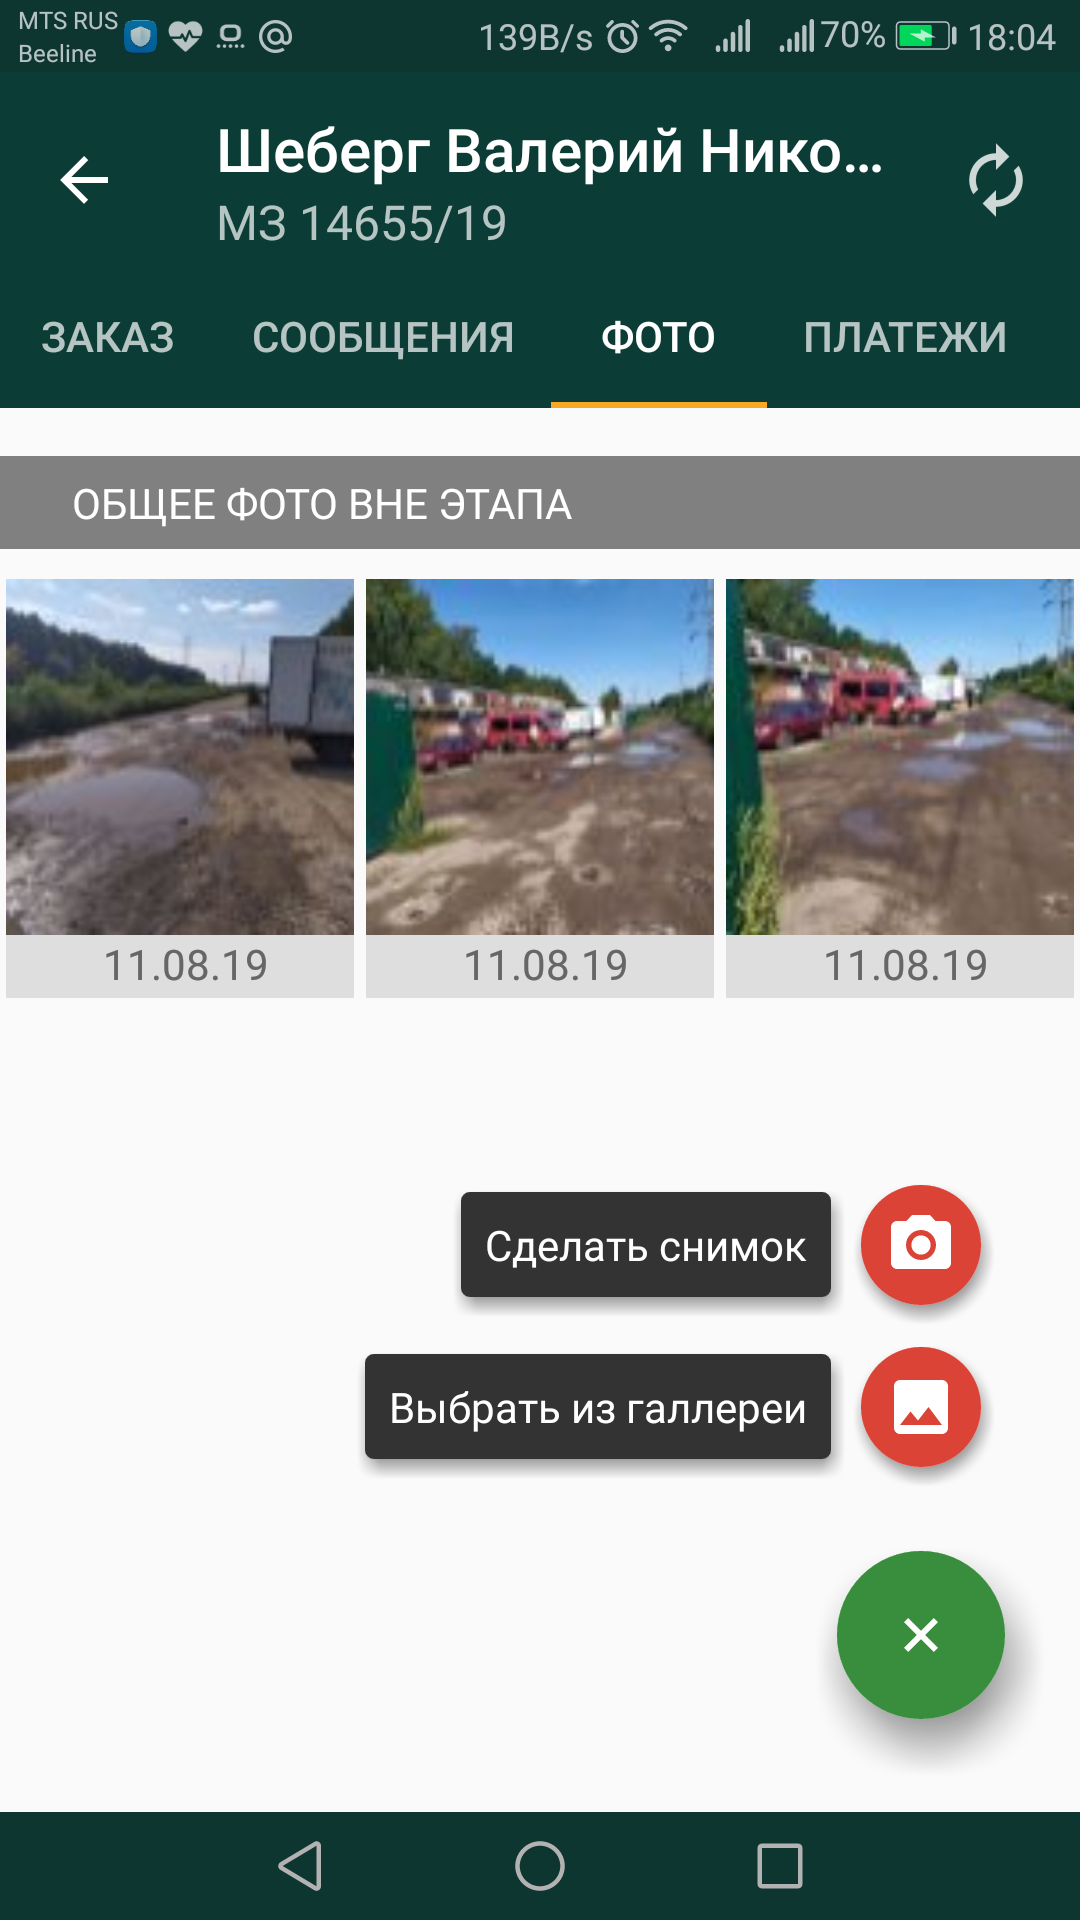 MTS RUS
Beeline
139B/s
70%
18:04
Шеберг Валерий Нико...
МЗ 14655/19
ЗАКАЗ
СООБЩЕНИЯ
ФОТО
ПЛАТЕЖИ
ОБЩЕЕ ФОТО ВНЕ ЭТАПА
11.08.19
11.08.19
11.08.19
Сделать снимок
Выбрать из галлереи